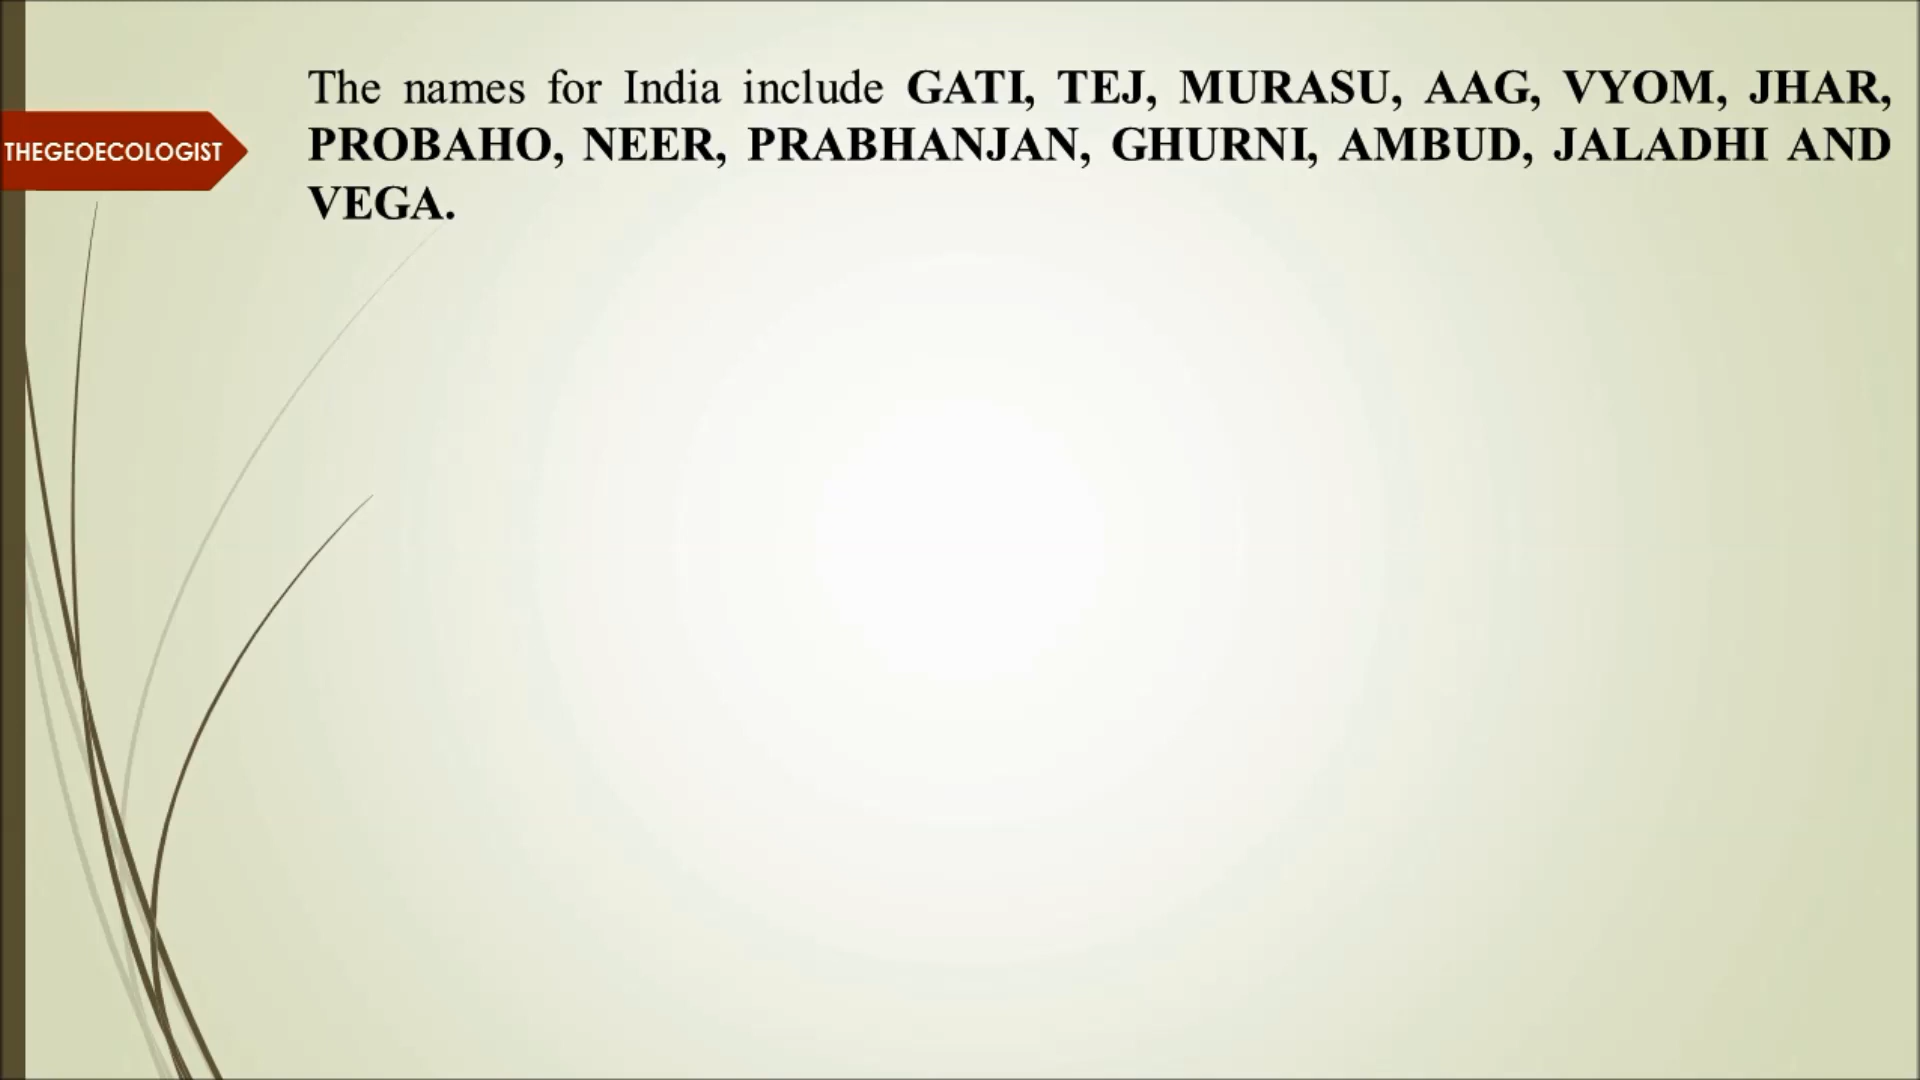 The names for India include GATI, TEJ, MURASU, AAG, VYOM, JHAR,
PROBAHO, NEER, PRABHANJAN, GHURNI, AMBUD, JALADHI AND
VEGA.
THEGEOECOLOGIST